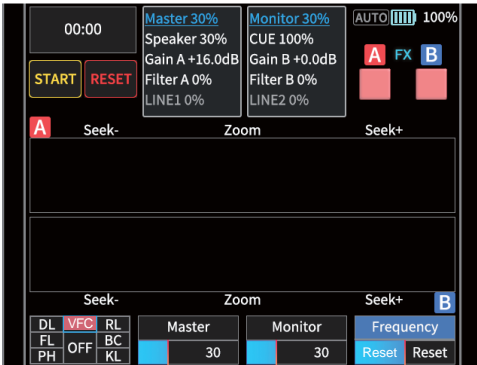 00:00
START RESET
Master 30%
Speaker 30%
Gain A +16.0dB
Filter A 0%
LINE1 0%
Monitor 30%
CUE 100%
Gain B +0.0dB
Filter B 0%
LINE2 0%
AUTO 100%
A FX B
A
Seek- Zoom Seek+
Seek- Zoom Seek+
B
DL VFC RL
FL OFF BC
PH KL
Master
30
Monitor
30
Frequency
Reset Reset